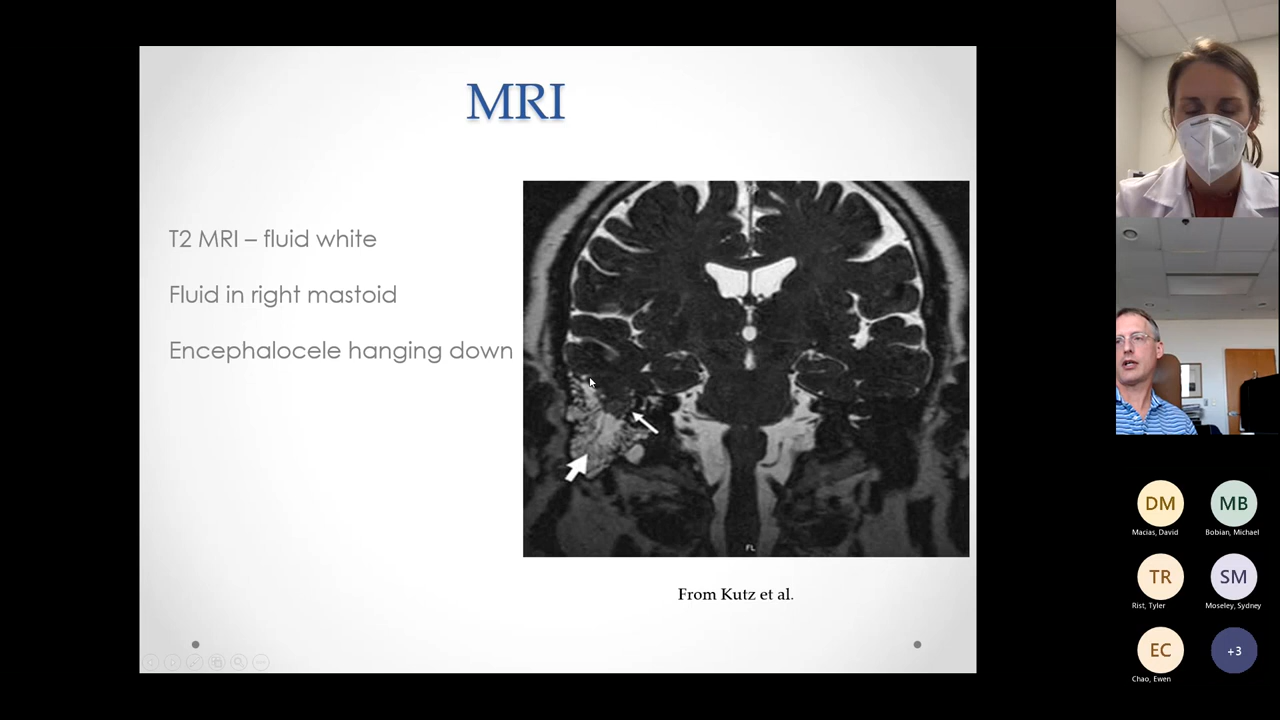 MRI
T2 MRI – fluid white
Fluid in right mastoid
Encephalocele hanging down
FL
From Kutz et al.
DM
MB
Macias, David
Bobian, Michael
TR
SM
Rist, Tyler
Moseley, Sydney
EC
+3
Chao, Ewen